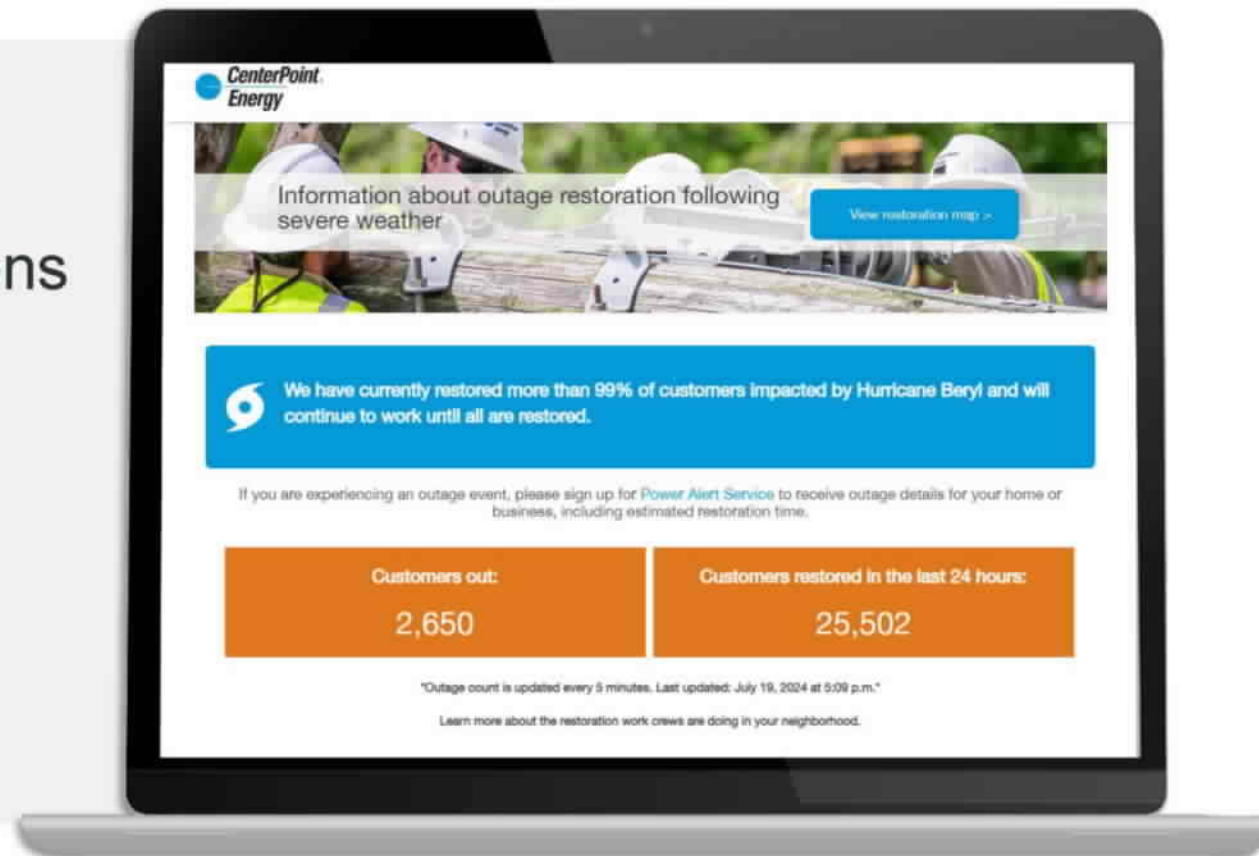 ns
CenterPoint.
Energy
Information about outage restoration following
severe weather
View restoration map >
We have currently restored more than 99% of customers impacted by Hurricane Beryl and will
continue to work until all are restored.
If you are experiencing an outage event, please sign up for Power Alert Service to receive outage details for your home or
business, including estimated restoration time.
Customers out:
2,650
Customers restored in the last 24 hours:
25,502
"Outage count is updated every 5 minutes. Last updated: July 19, 2024 at 5:09 p.m."
Learn more about the restoration work crews are doing in your neighborhood.